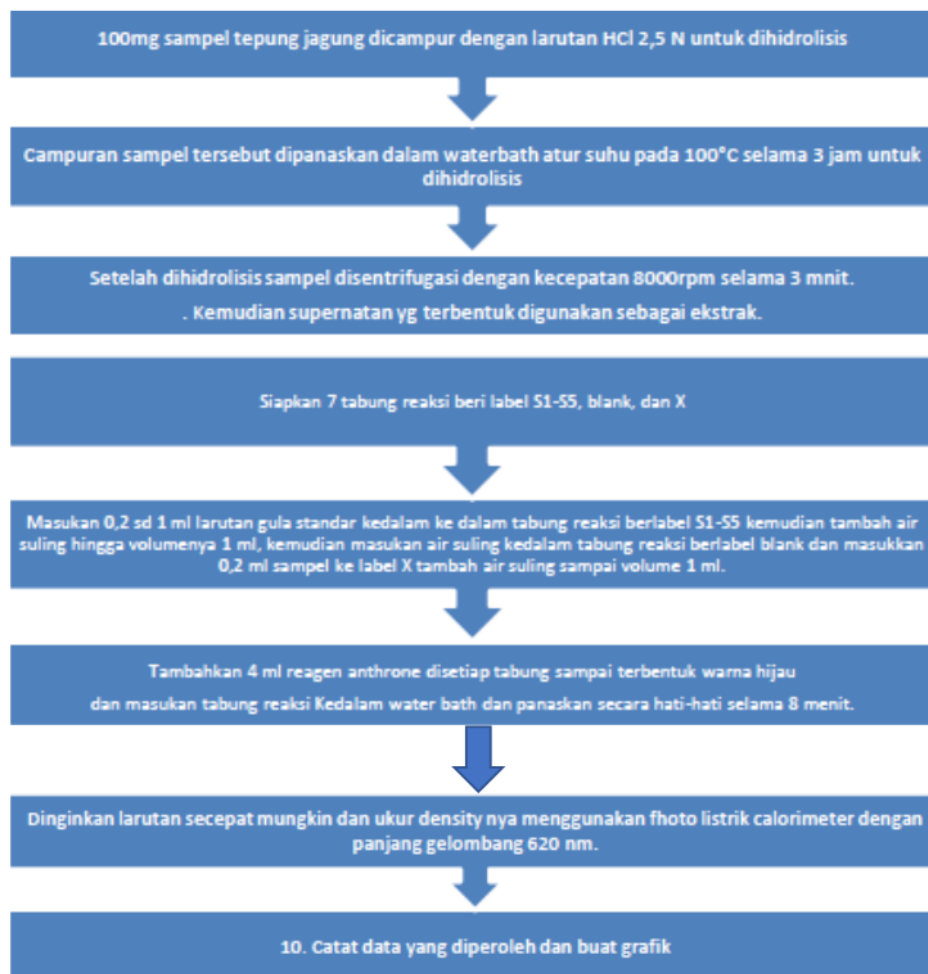 100mg sampel tepung jagung dicampur dengan larutan HCl 2,5 N untuk dihidrolisis
Campuran sampel tersebut dipanaskan dalam waterbath atur suhu pada 100°C selama 3 jam untuk
dihidrolisis
Setelah dihidrolisis sampel disentrifugasi dengan kecepatan 8000rpm selama 3 mnit.
. Kemudian supernatan yg terbentuk digunakan sebagai ekstrak.
Siapkan 7 tabung reaksi beri label S1-S5, blank, dan X
Masukan 0,2 sd 1 ml larutan gula standar kedalam ke dalam tabung reaksi berlabel S1-S5 kemudian tambah air
suling hingga volumenya 1 ml, kemudian masukan air suling kedalam tabung reaksi berlabel blank dan masukkan
0,2 ml sampel ke label X tambah air suling sampai volume 1 ml.
Tambahkan 4 ml reagen anthrone disetiap tabung sampai terbentuk warna hijau
dan masukan tabung reaksi Kedalam water bath dan panaskan secara hati-hati selama 8 menit.
Dinginkan larutan secepat mungkin dan ukur density nya menggunakan fhoto listrik calorimeter dengan
panjang gelombang 620 nm.
10. Catat data yang diperoleh dan buat grafik